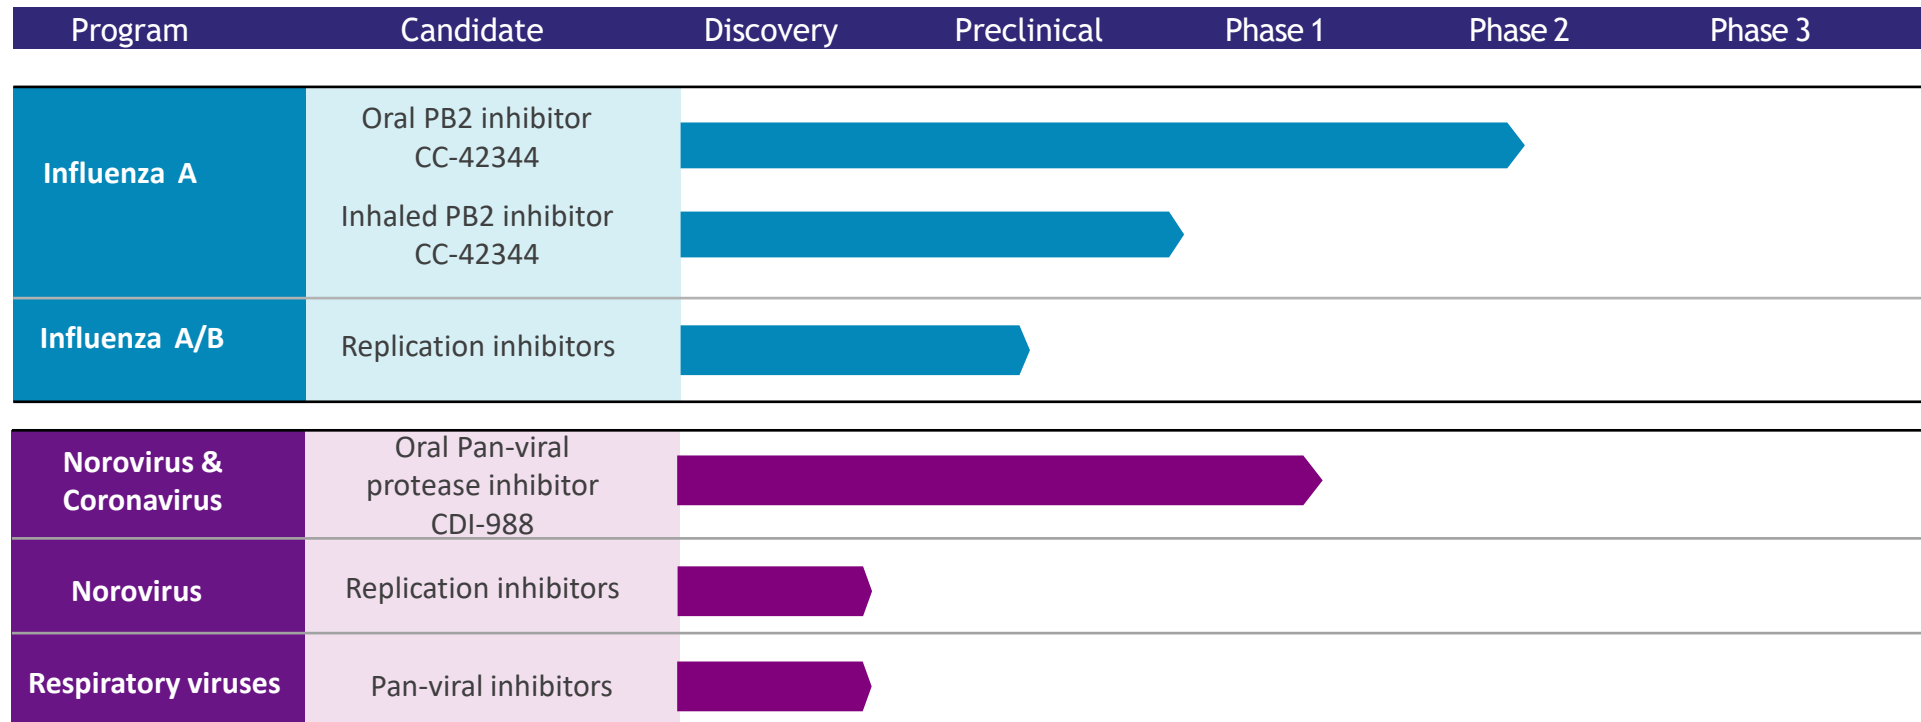 Program Candidate Discovery Preclinical Phase 1 Phase 2 Phase 3
Influenza A
Oral PB2 inhibitor
CC-42344
Inhaled PB2 inhibitor
CC-42344
Influenza A/B
Replication inhibitors
Norovirus &
Coronavirus
Oral Pan-viral
protease inhibitor
CDI-988
Norovirus
Replication inhibitors
Respiratory viruses
Pan-viral inhibitors